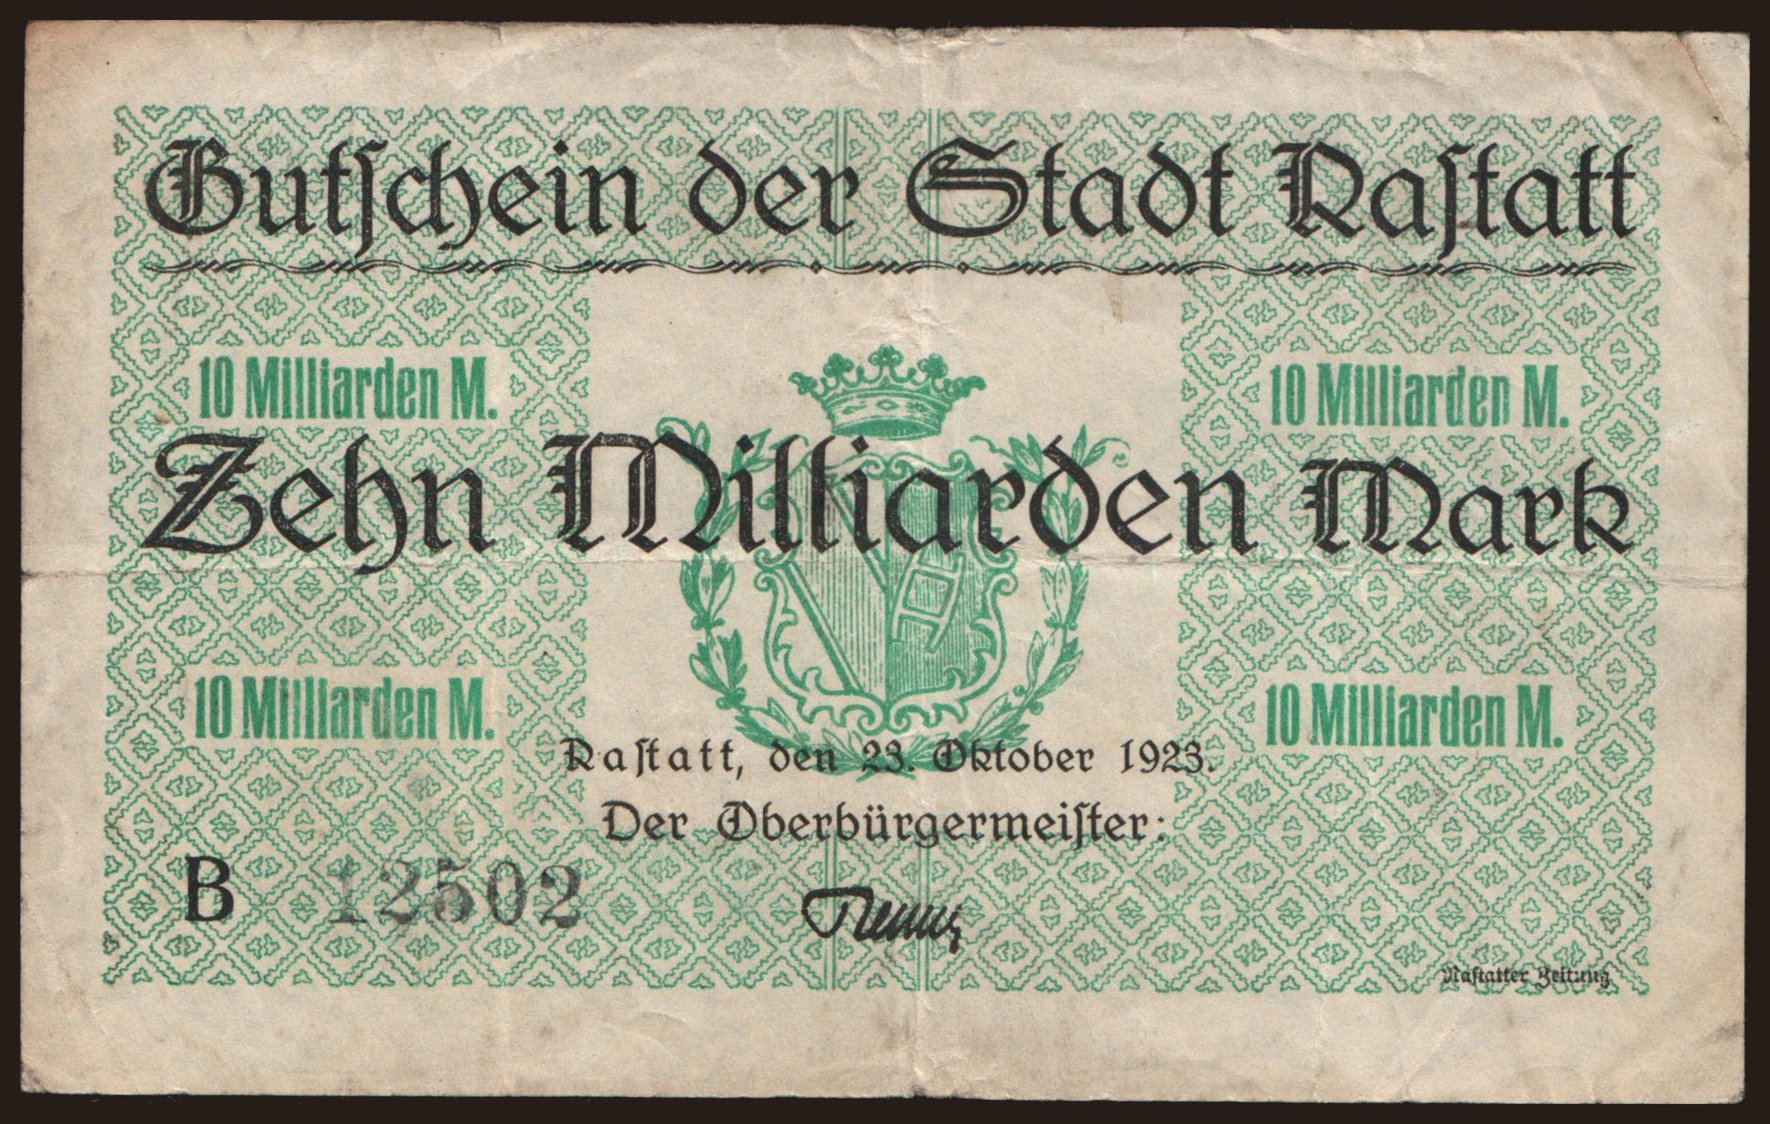 Gutschein der Stadt Rastatt
10 Milliarden M.
10 Milliarden M.
Zehn Milliarden Mark
10 Milliarden M.
10 Milliarden M.
Rastatt, den 23. Oktober 1923.
Der Oberbürgermeister:
B 12502
Renner
Rastatter Zeitung